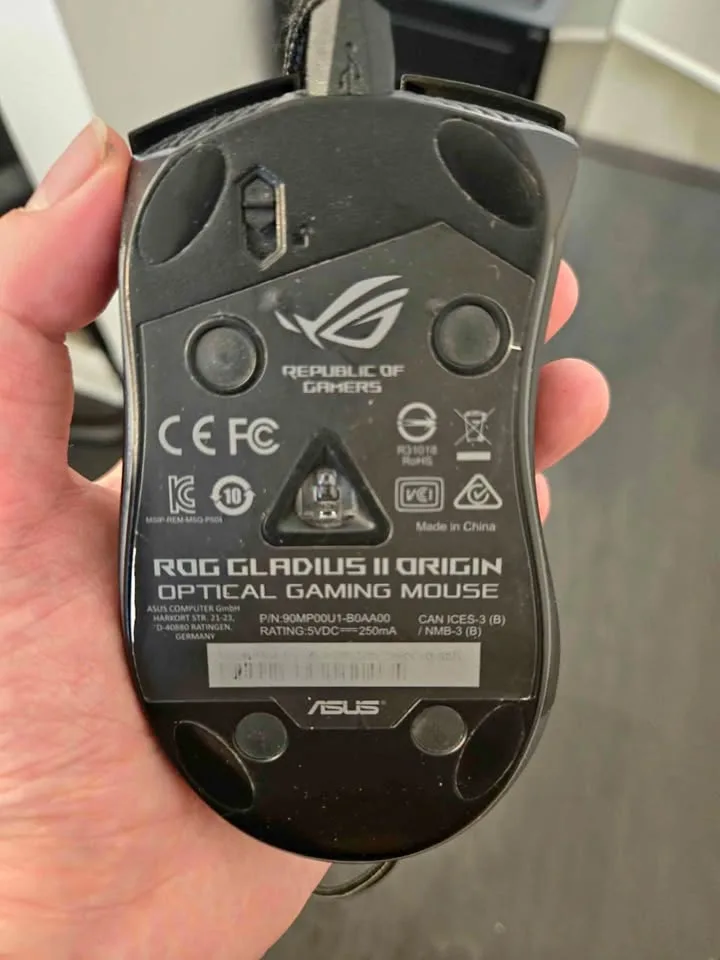 REPUBLIC OF
GAMERS
CE FC
R31018
RoHS
10
VCI
MSIP-REM-MSQ-P503
Made in China
ROG GLADIUS II ORIGIN
OPTICAL GAMING MOUSE
ASUS COMPUTER GmbH
HARKORT STR. 21-23,
D-40880 RATINGEN,
GERMANY
P/N:90MP00U1-B0AA00
RATING:5VDC⎓250mA
CAN ICES-3 (B)
/ NMB-3 (B)
ASUS